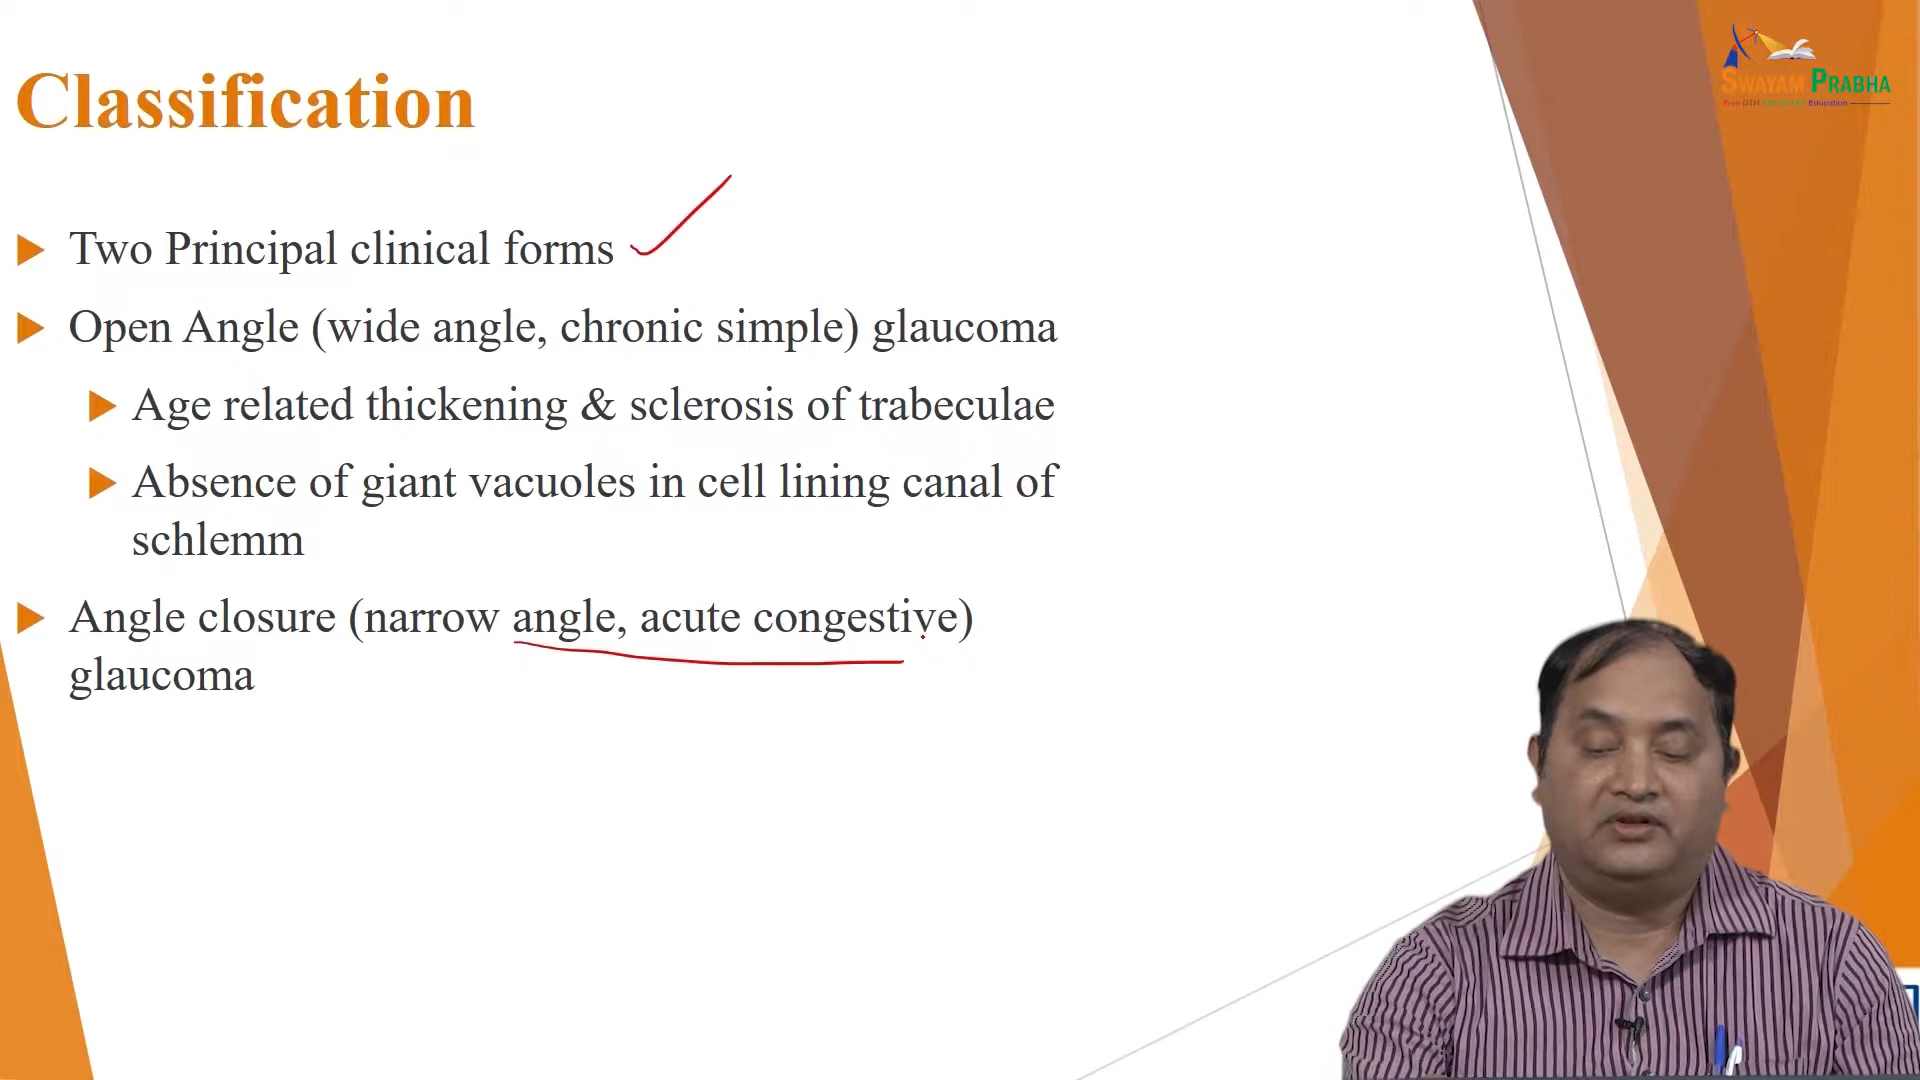 SWAYAM PRABHA
Classification
Two Principal clinical forms
Open Angle (wide angle, chronic simple) glaucoma
Age related thickening & sclerosis of trabeculae
Absence of giant vacuoles in cell lining canal of
schlemm
Angle closure (narrow angle, acute congestive)
glaucoma